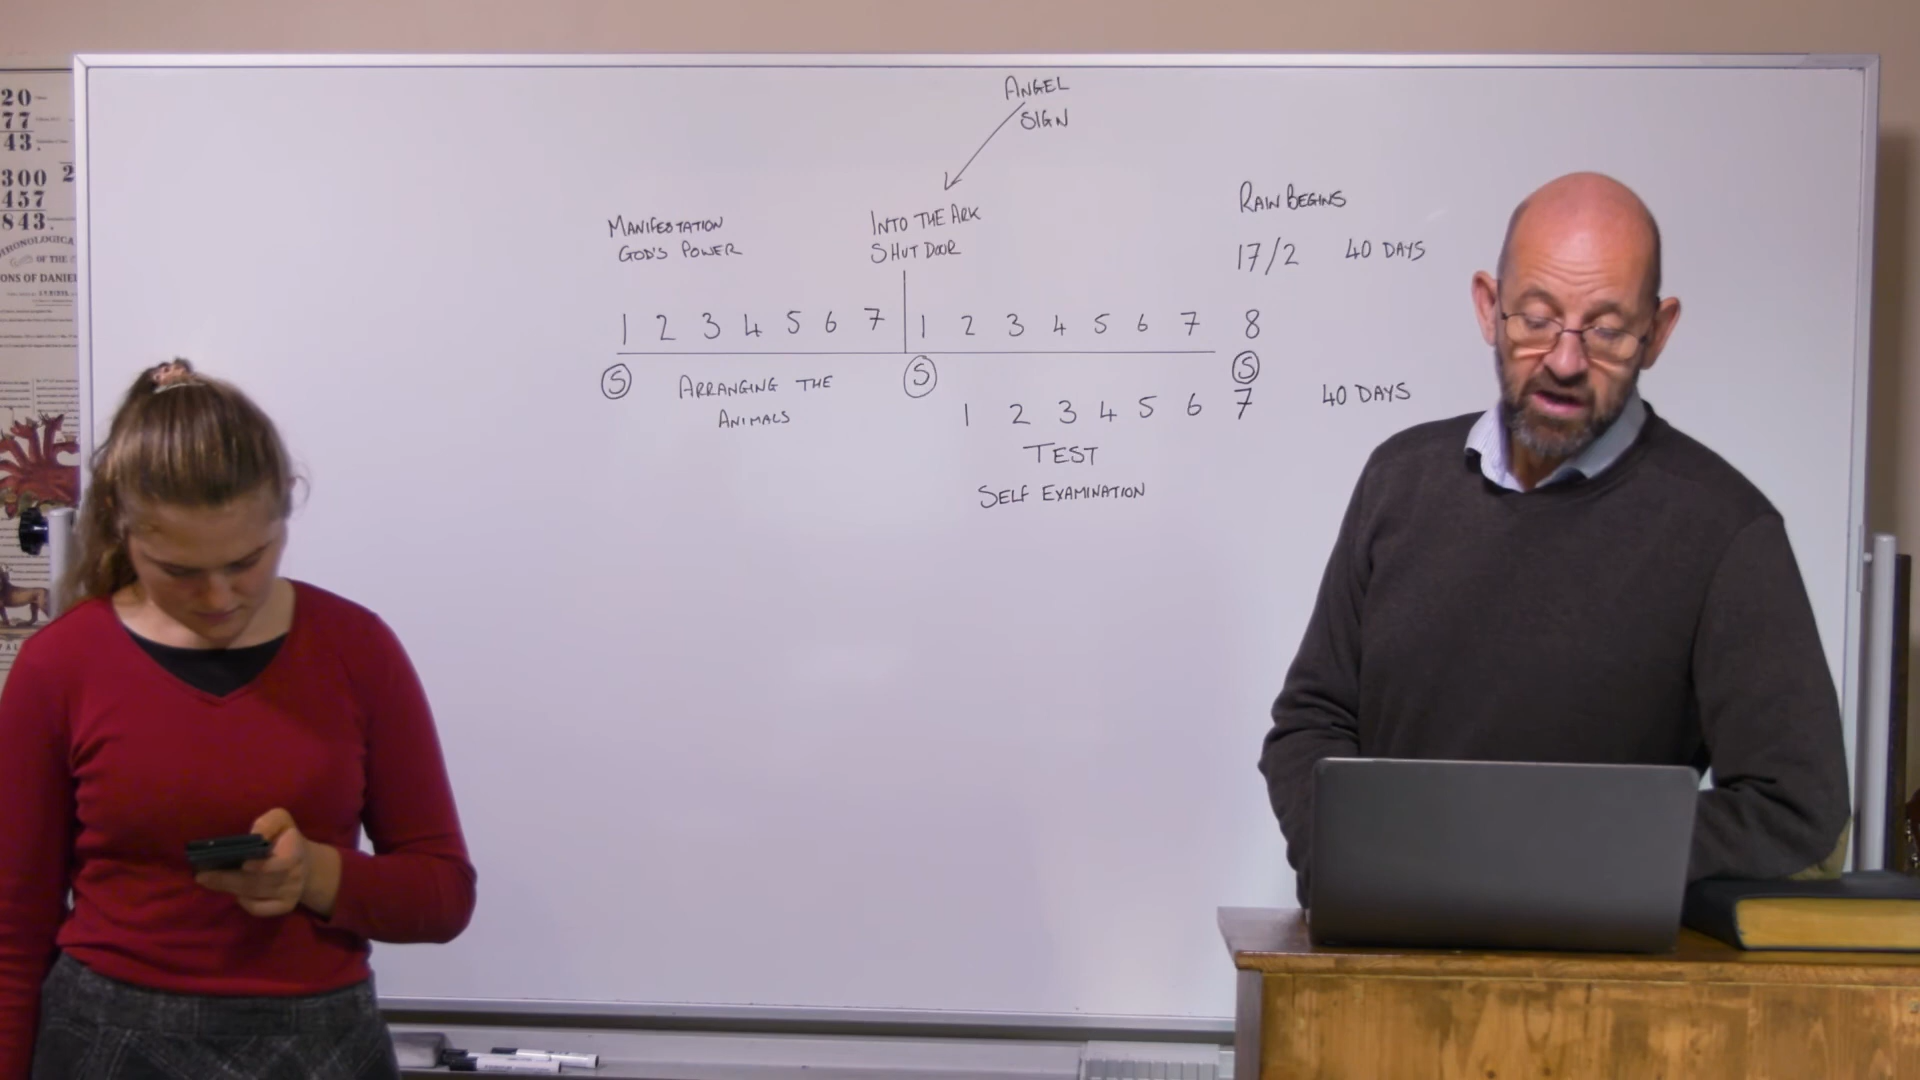 ANGEL
SIGN
MANIFESTATION
GOD'S POWER
INTO THE ARK
SHUT DOOR
RAIN BEGINS
17/2 40 DAYS
1 2 3 4 5 6 7 1 2 3 4 5 6 7 8
S ARRANGING THE S S
ANIMALS
1 2 3 4 5 6 7 40 DAYS
TEST
SELF EXAMINATION
20
77
43.
300 2
457
843.
OF THE
ONS OF DANIEL